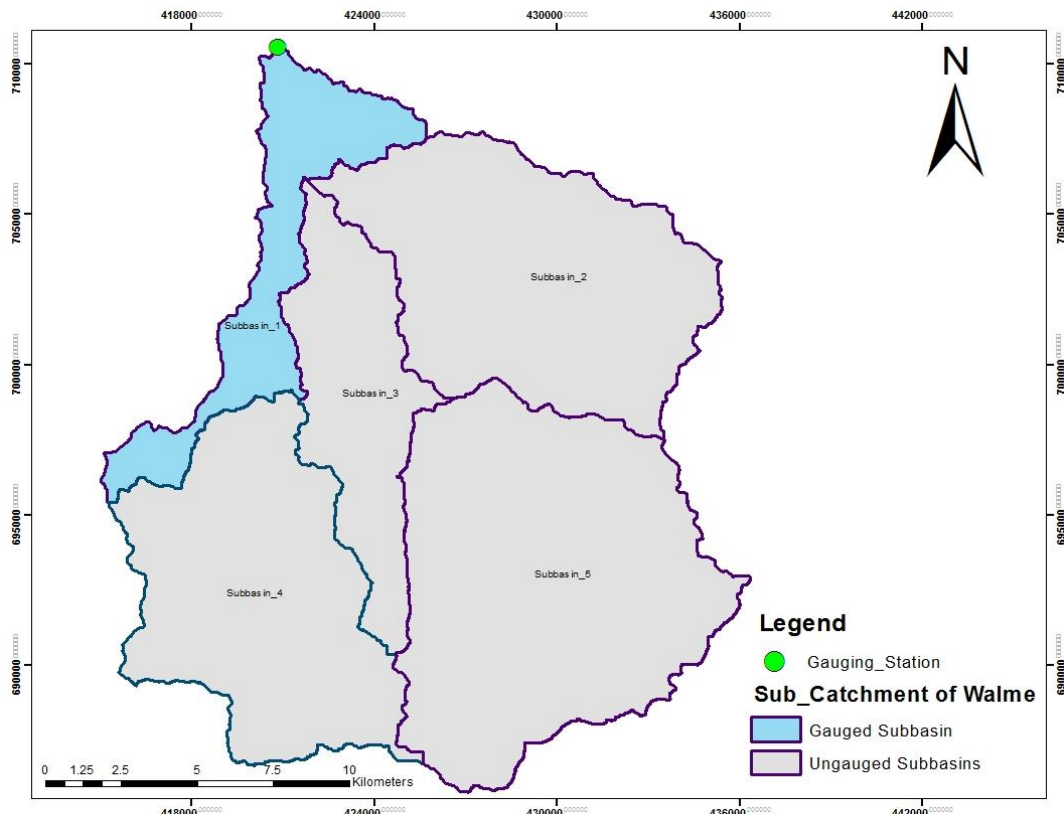 418000 424000 430000 436000 442000
710000 710000
N
705000 705000
Subbasin_2
Subbasin_1
700000 700000
Subbasin_3
695000 695000
Subbasin_5
Subbasin_4
Legend
Gauging_Station
690000 690000
Sub_Catchment of Walme
Gauged Subbasin
Ungauged Subbasins
0 1.25 2.5 5 7.5 10
Kilometers
418000 424000 430000 436000 442000